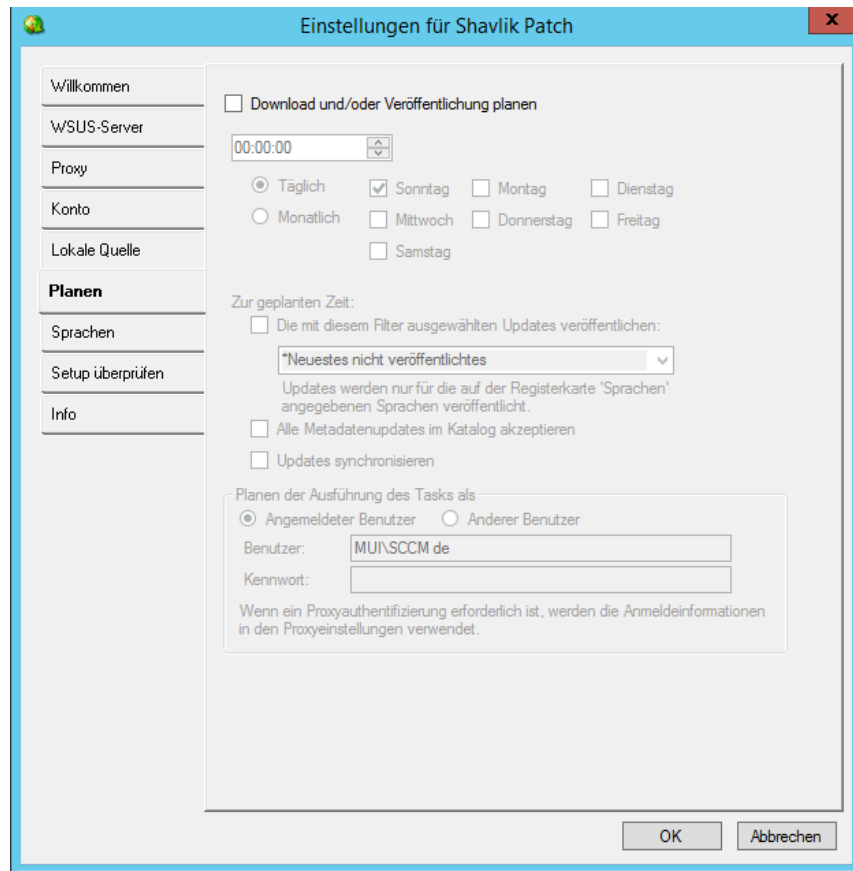 Einstellungen für Shavlik Patch
x
Willkommen
WSUS-Server
Proxy
Konto
Lokale Quelle
Planen
Sprachen
Setup überprüfen
Info
Download und/oder Veröffentlichung planen
00:00:00
Täglich
Monatlich
Sonntag Montag Dienstag
Mittwoch Donnerstag Freitag
Samstag
Zur geplanten Zeit:
Die mit diesem Filter ausgewählten Updates veröffentlichen:
*Neuestes nicht veröffentlichtes
Updates werden nur für die auf der Registerkarte 'Sprachen'
angegebenen Sprachen veröffentlicht.
Alle Metadatenupdates im Katalog akzeptieren
Updates synchronisieren
Planen der Ausführung des Tasks als
Angemeldeter Benutzer Anderer Benutzer
Benutzer: MUI\SCCM de
Kennwort:
Wenn ein Proxyauthentifizierung erforderlich ist, werden die Anmeldeinformationen
in den Proxyeinstellungen verwendet.
OK Abbrechen